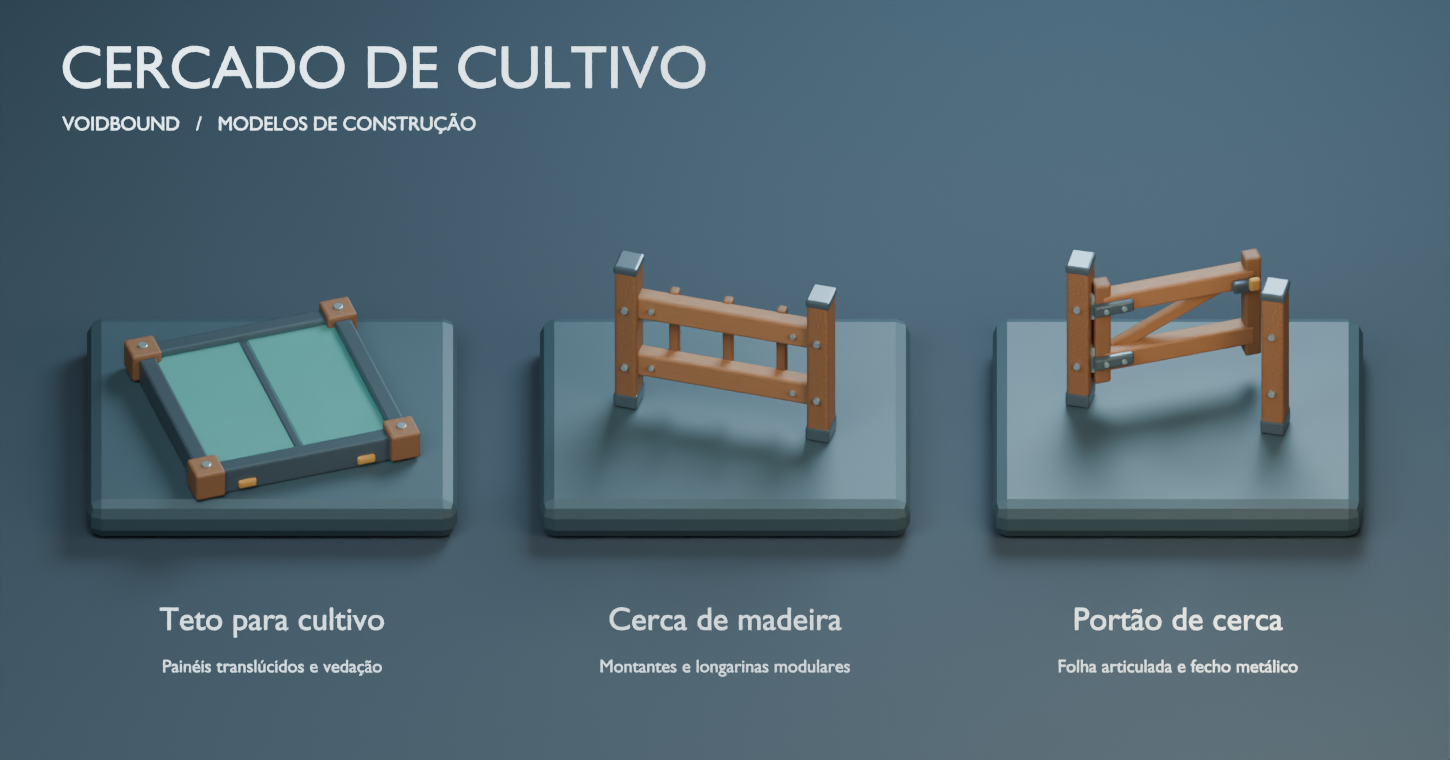 CERCADO DE CULTIVO
VOIDBOUND / MODELOS DE CONSTRUÇÃO
Teto para cultivo
Painéis translúcidos e vedação
Cerca de madeira
Montantes e longarinas modulares
Portão de cerca
Folha articulada e fecho metálico